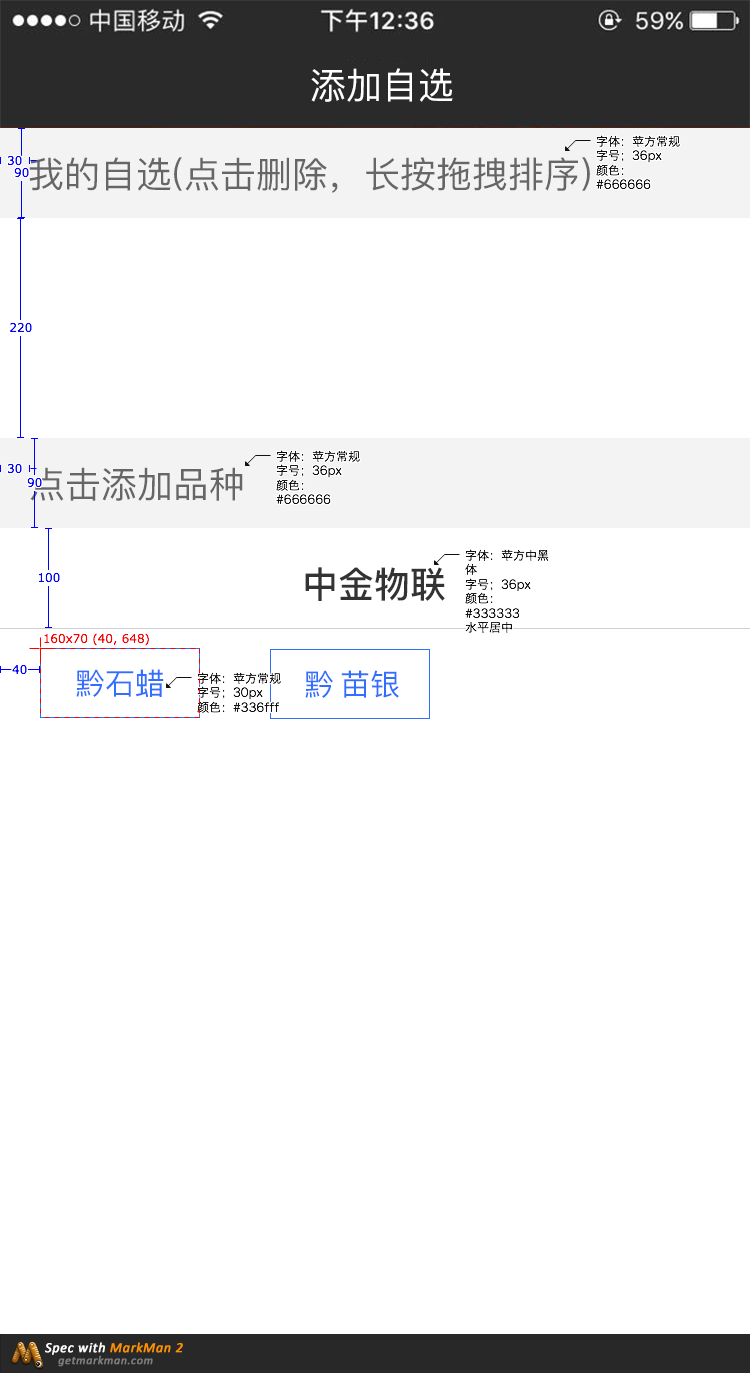 中国移动 下午12:36 59%
添加自选
我的自选(点击删除，长按拖拽排序)
30
90
字体：苹方常规
字号：36px
颜色：
#666666
220
点击添加品种
30
90
字体：苹方常规
字号：36px
颜色：
#666666
100
中金物联
字体：苹方中黑
体
字号：36px
颜色：
#333333
水平居中
160x70 (40, 648)
40
黔石蜡
字体：苹方常规
字号：30px
颜色：#336fff
黔 苗银
Spec with MarkMan 2
getmarkman.com